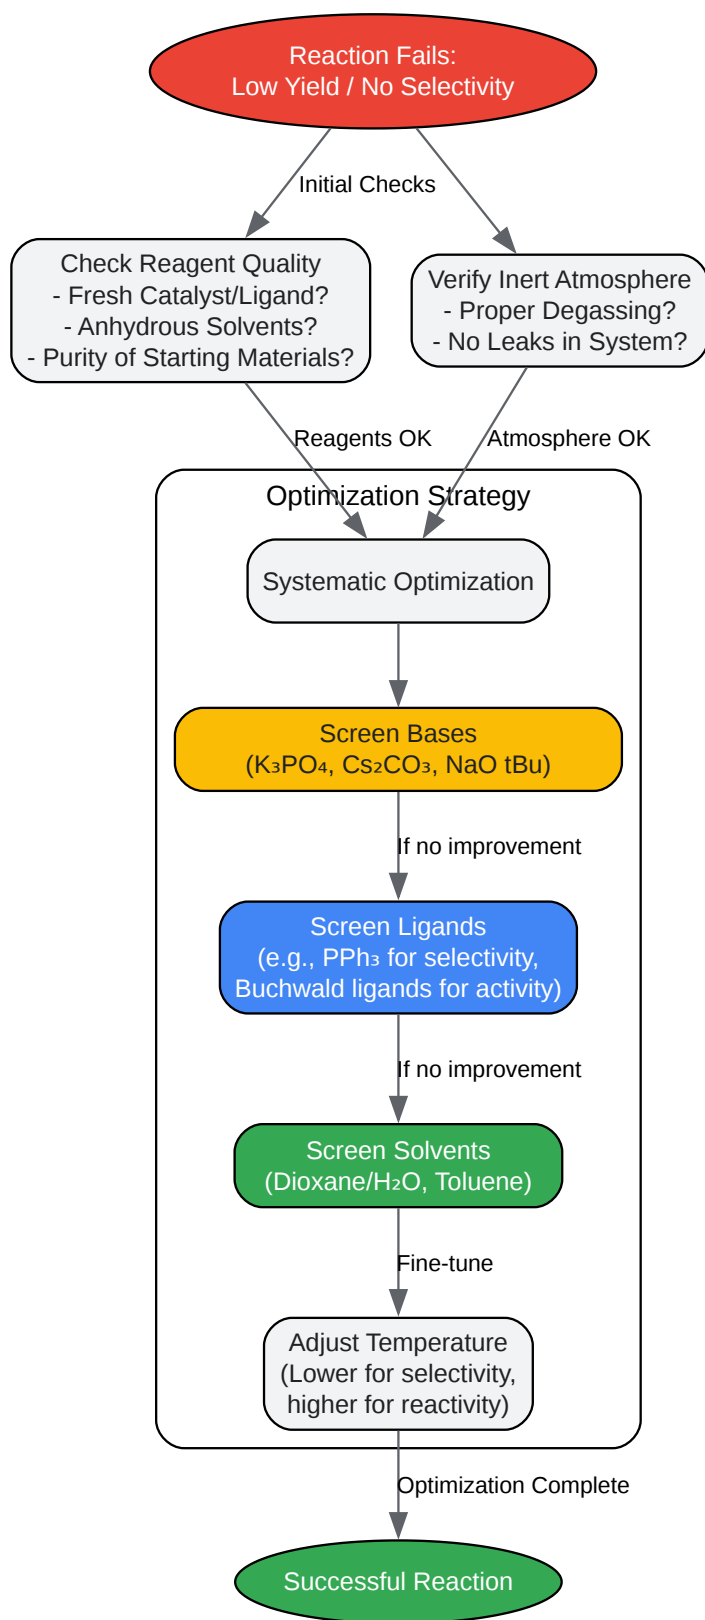 Reaction Fails:
Low Yield / No Selectivity
Initial Checks
Check Reagent Quality
- Fresh Catalyst/Ligand?
- Anhydrous Solvents?
- Purity of Starting Materials?
Verify Inert Atmosphere
- Proper Degassing?
- No Leaks in System?
Reagents OK
Atmosphere OK
Optimization Strategy
Systematic Optimization
Screen Bases
(K₃PO₄, Cs₂CO₃, NaO tBu)
If no improvement
Screen Ligands
(e.g., PPh₃ for selectivity,
Buchwald ligands for activity)
If no improvement
Screen Solvents
(Dioxane/H₂O, Toluene)
Fine-tune
Adjust Temperature
(Lower for selectivity,
higher for reactivity)
Optimization Complete
Successful Reaction